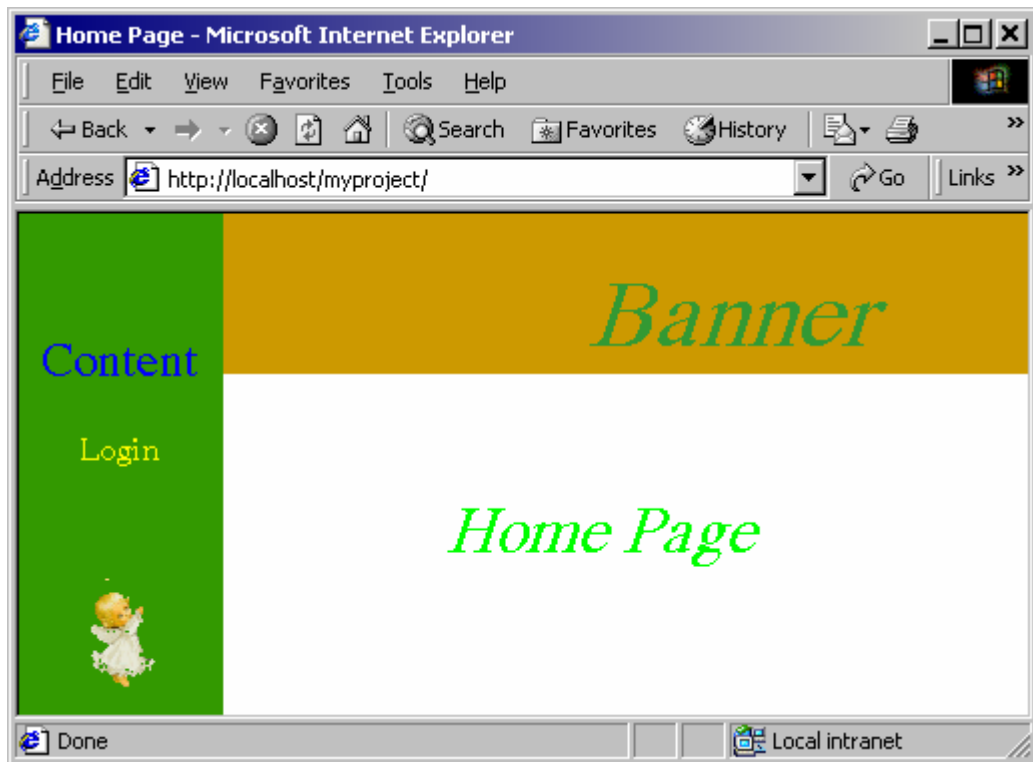 Home Page - Microsoft Internet Explorer
File Edit View Favorites Tools Help
Back Search Favorites History »
Address http://localhost/myproject/ Go Links »
Banner
Content
Login
Home Page
Done Local intranet